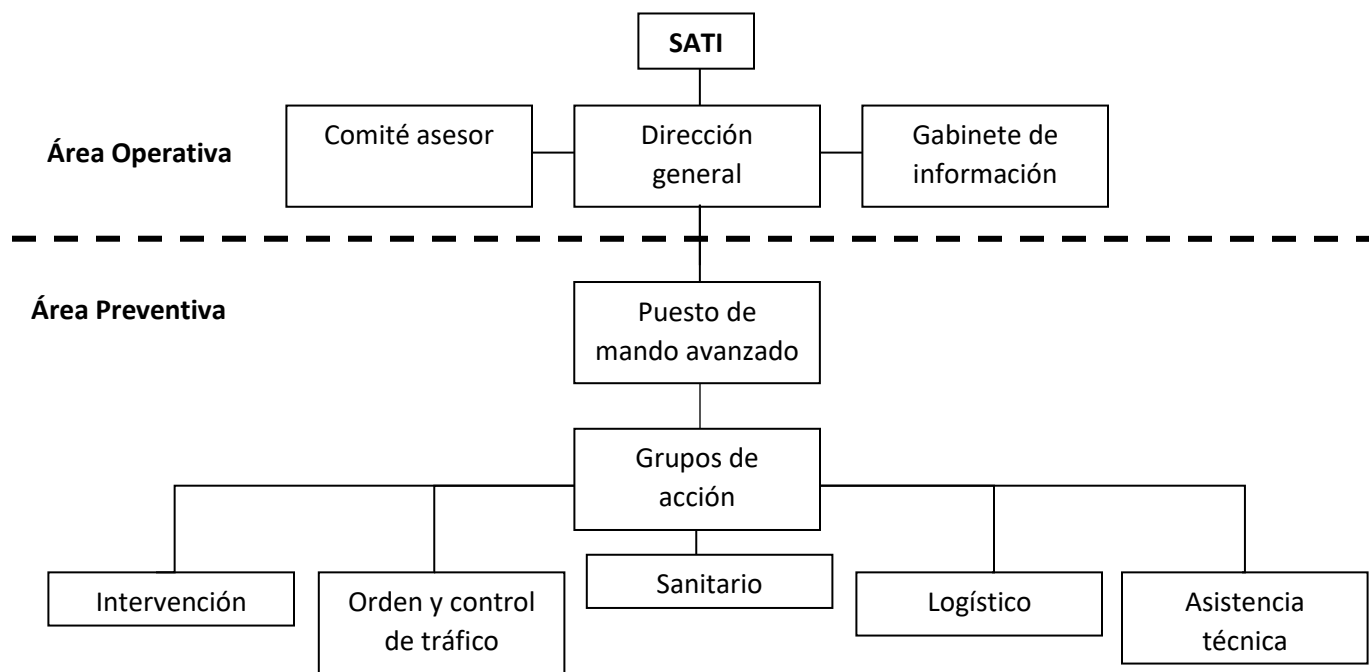 SATI
Área Operativa
Comité asesor
Dirección
general
Gabinete de
información
Área Preventiva
Puesto de
mando avanzado
Grupos de
acción
Intervención
Orden y control
de tráfico
Sanitario
Logístico
Asistencia
técnica